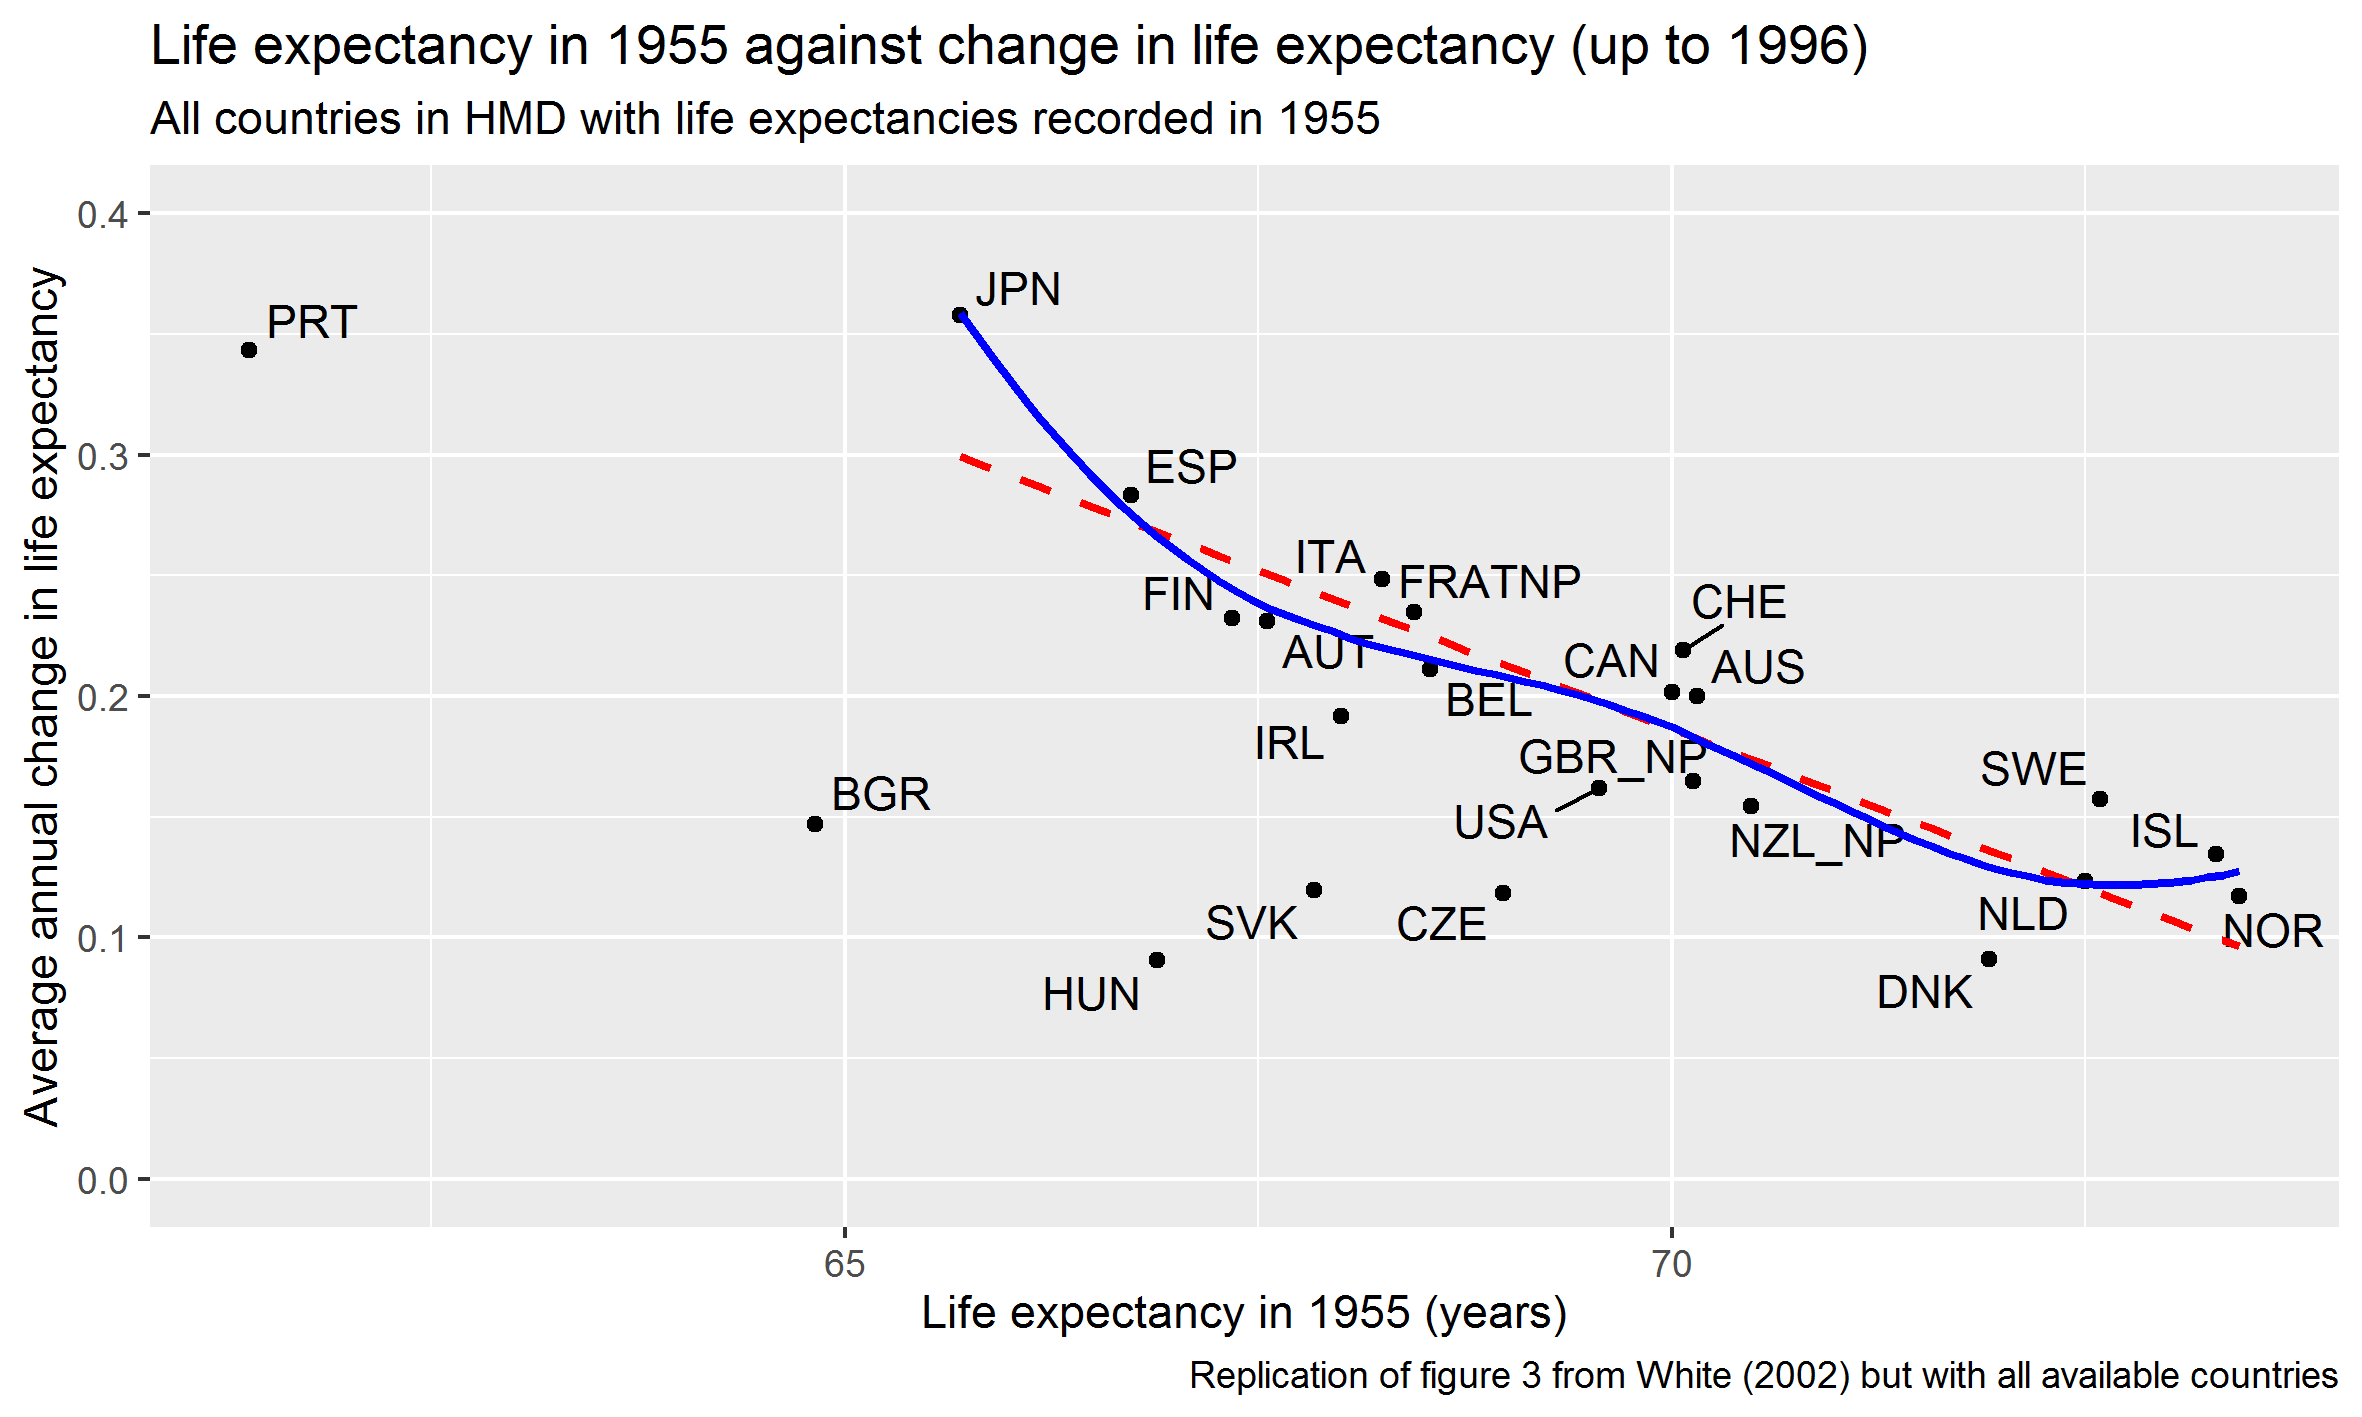 Life expectancy in 1955 against change in life expectancy (up to 1996)
All countries in HMD with life expectancies recorded in 1955
Average annual change in life expectancy
0.4
0.3
0.2
0.1
0.0
JPN
PRT
ESP
ITA
FRATNP
FIN
CHE
AUT
CAN
AUS
BEL
IRL
GBR_NP
SWE
BGR
USA
ISL
NZL_NP
SVK
CZE
NLD
NOR
HUN
DNK
65
70
Life expectancy in 1955 (years)
Replication of figure 3 from White (2002) but with all available countries